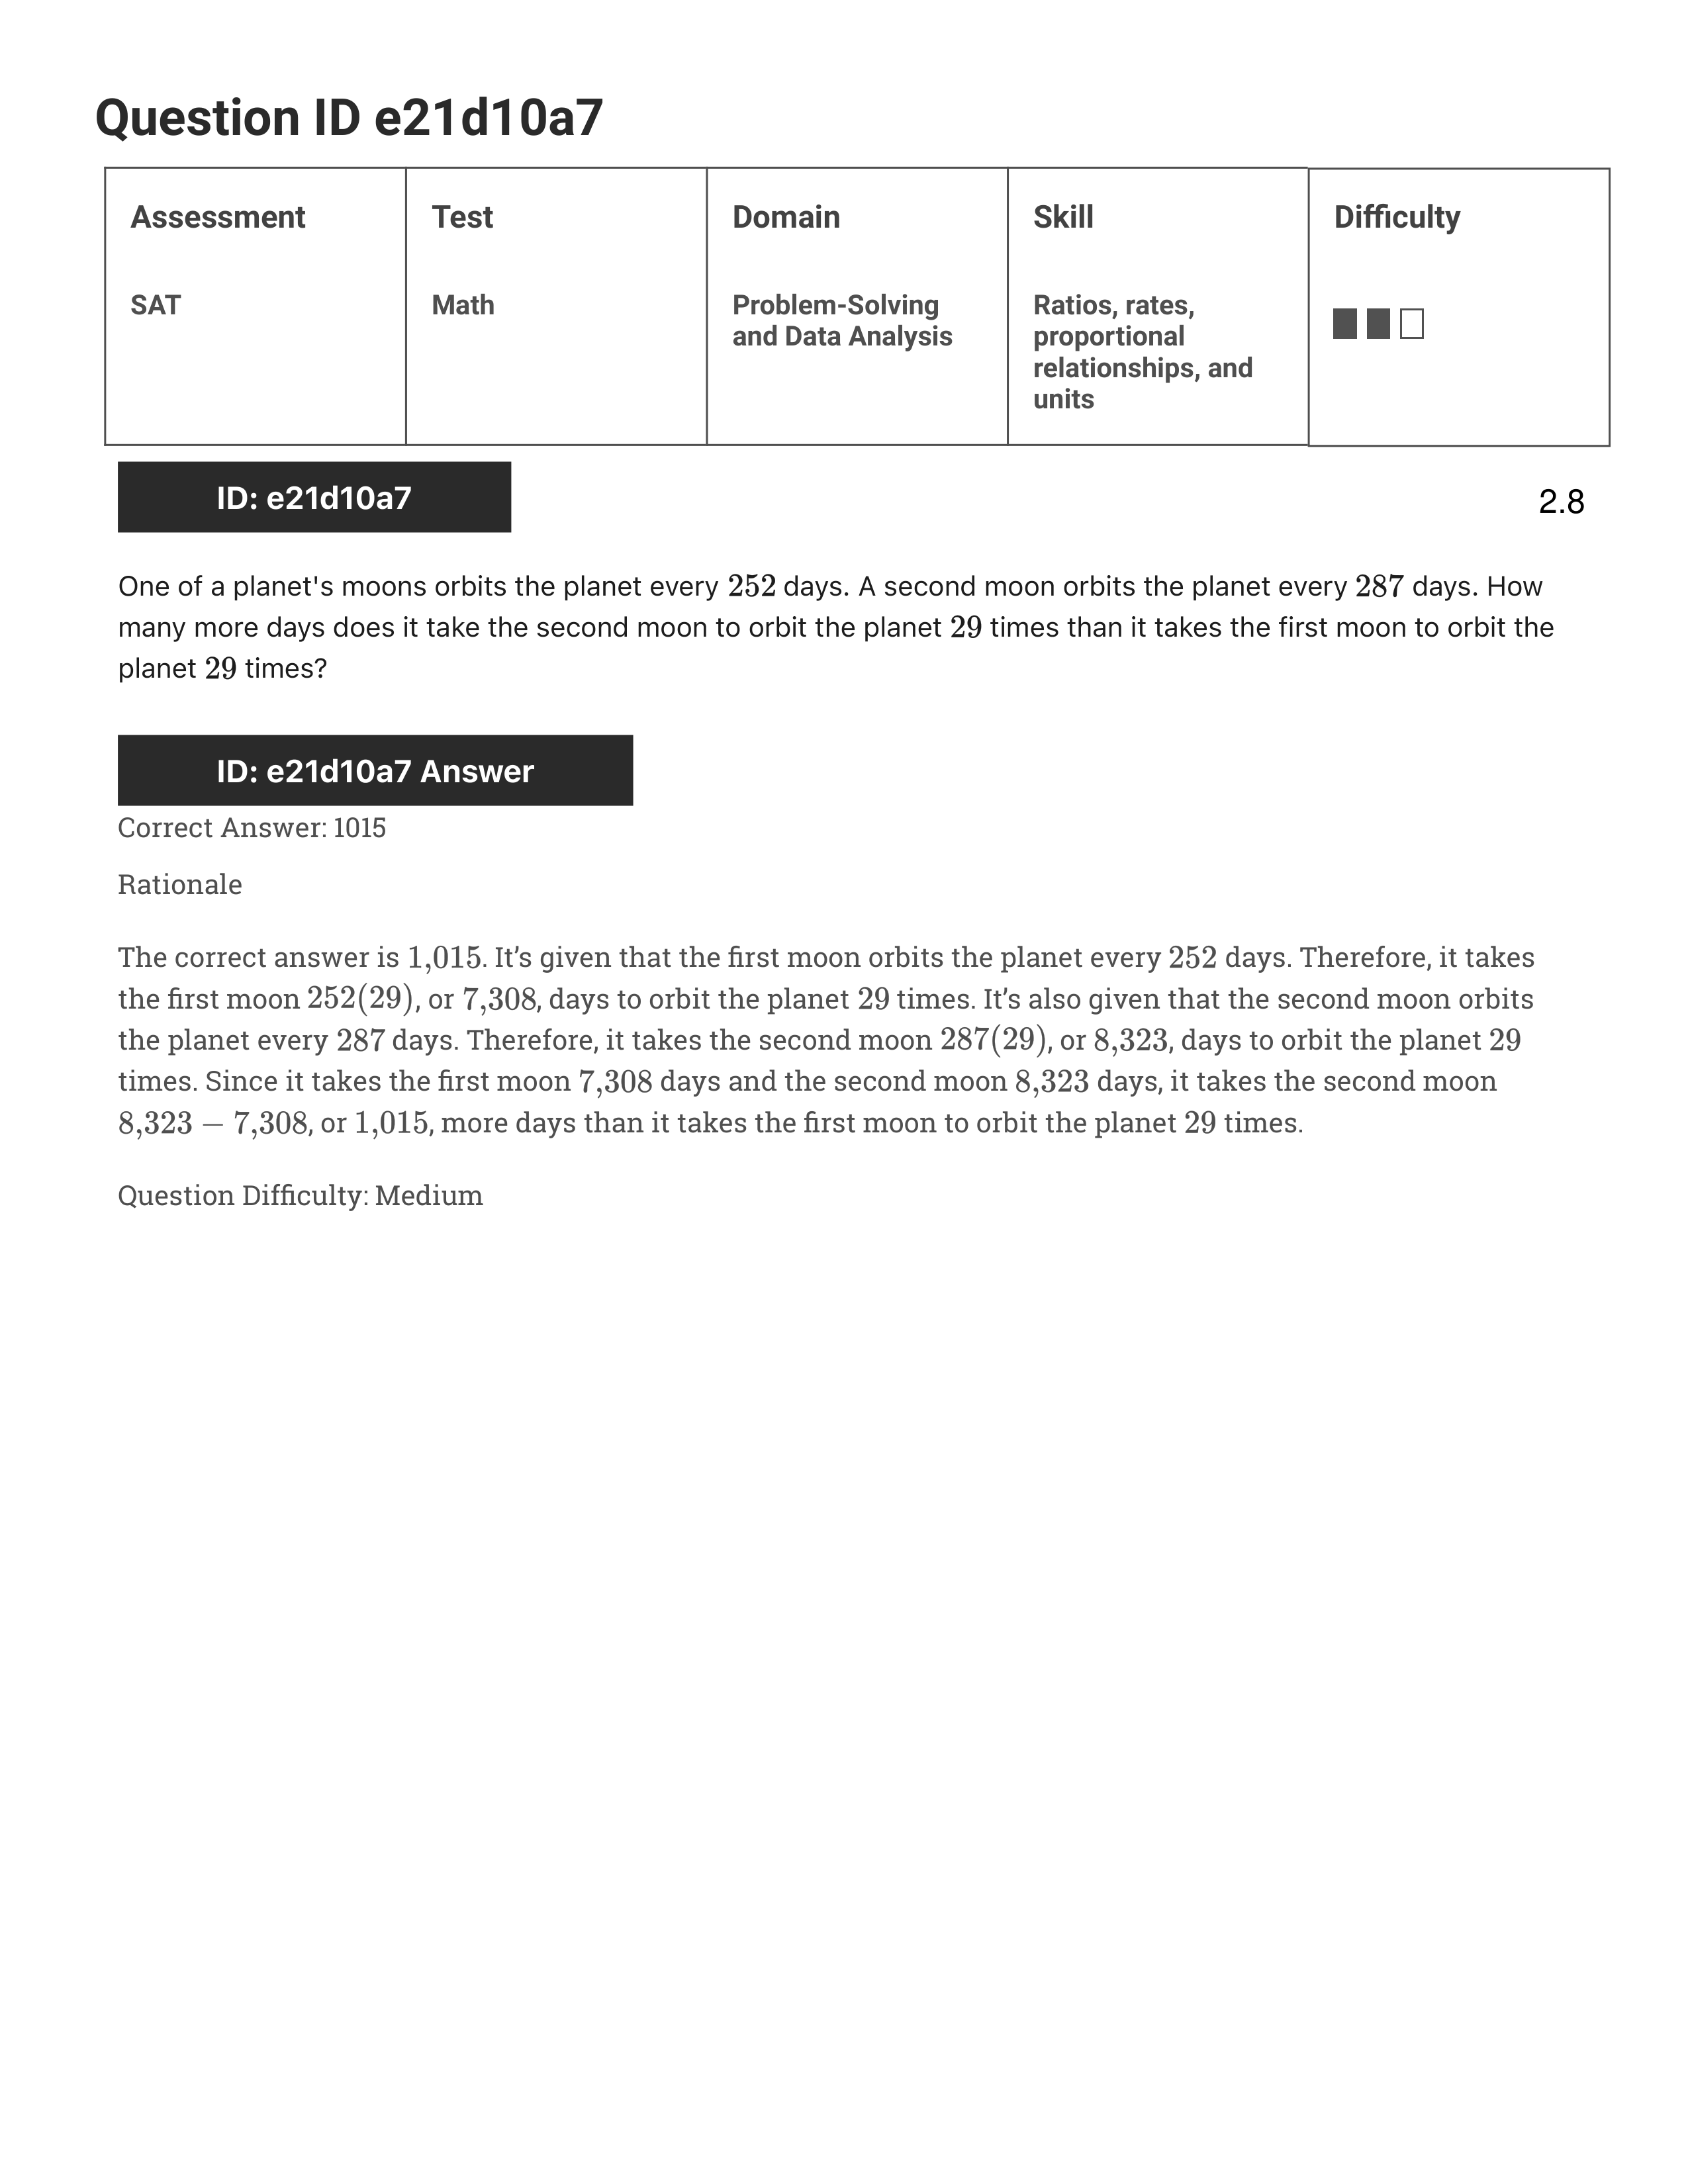 Question ID e21d10a7
Assessment
Test
Domain
Skill
Difficulty
SAT
Math
Problem-Solving
and Data Analysis
Ratios, rates,
proportional
relationships, and
units
ID: e21d10a7
2.8
One of a planet's moons orbits the planet every 252 days. A second moon orbits the planet every 287 days. How
many more days does it take the second moon to orbit the planet 29 times than it takes the first moon to orbit the
planet 29 times?
ID: e21d10a7 Answer
Correct Answer: 1015
Rationale
The correct answer is 1,015. It’s given that the first moon orbits the planet every 252 days. Therefore, it takes
the first moon 252(29), or 7,308, days to orbit the planet 29 times. It’s also given that the second moon orbits
the planet every 287 days. Therefore, it takes the second moon 287(29), or 8,323, days to orbit the planet 29
times. Since it takes the first moon 7,308 days and the second moon 8,323 days, it takes the second moon
8,323 − 7,308, or 1,015, more days than it takes the first moon to orbit the planet 29 times.
Question Difficulty: Medium